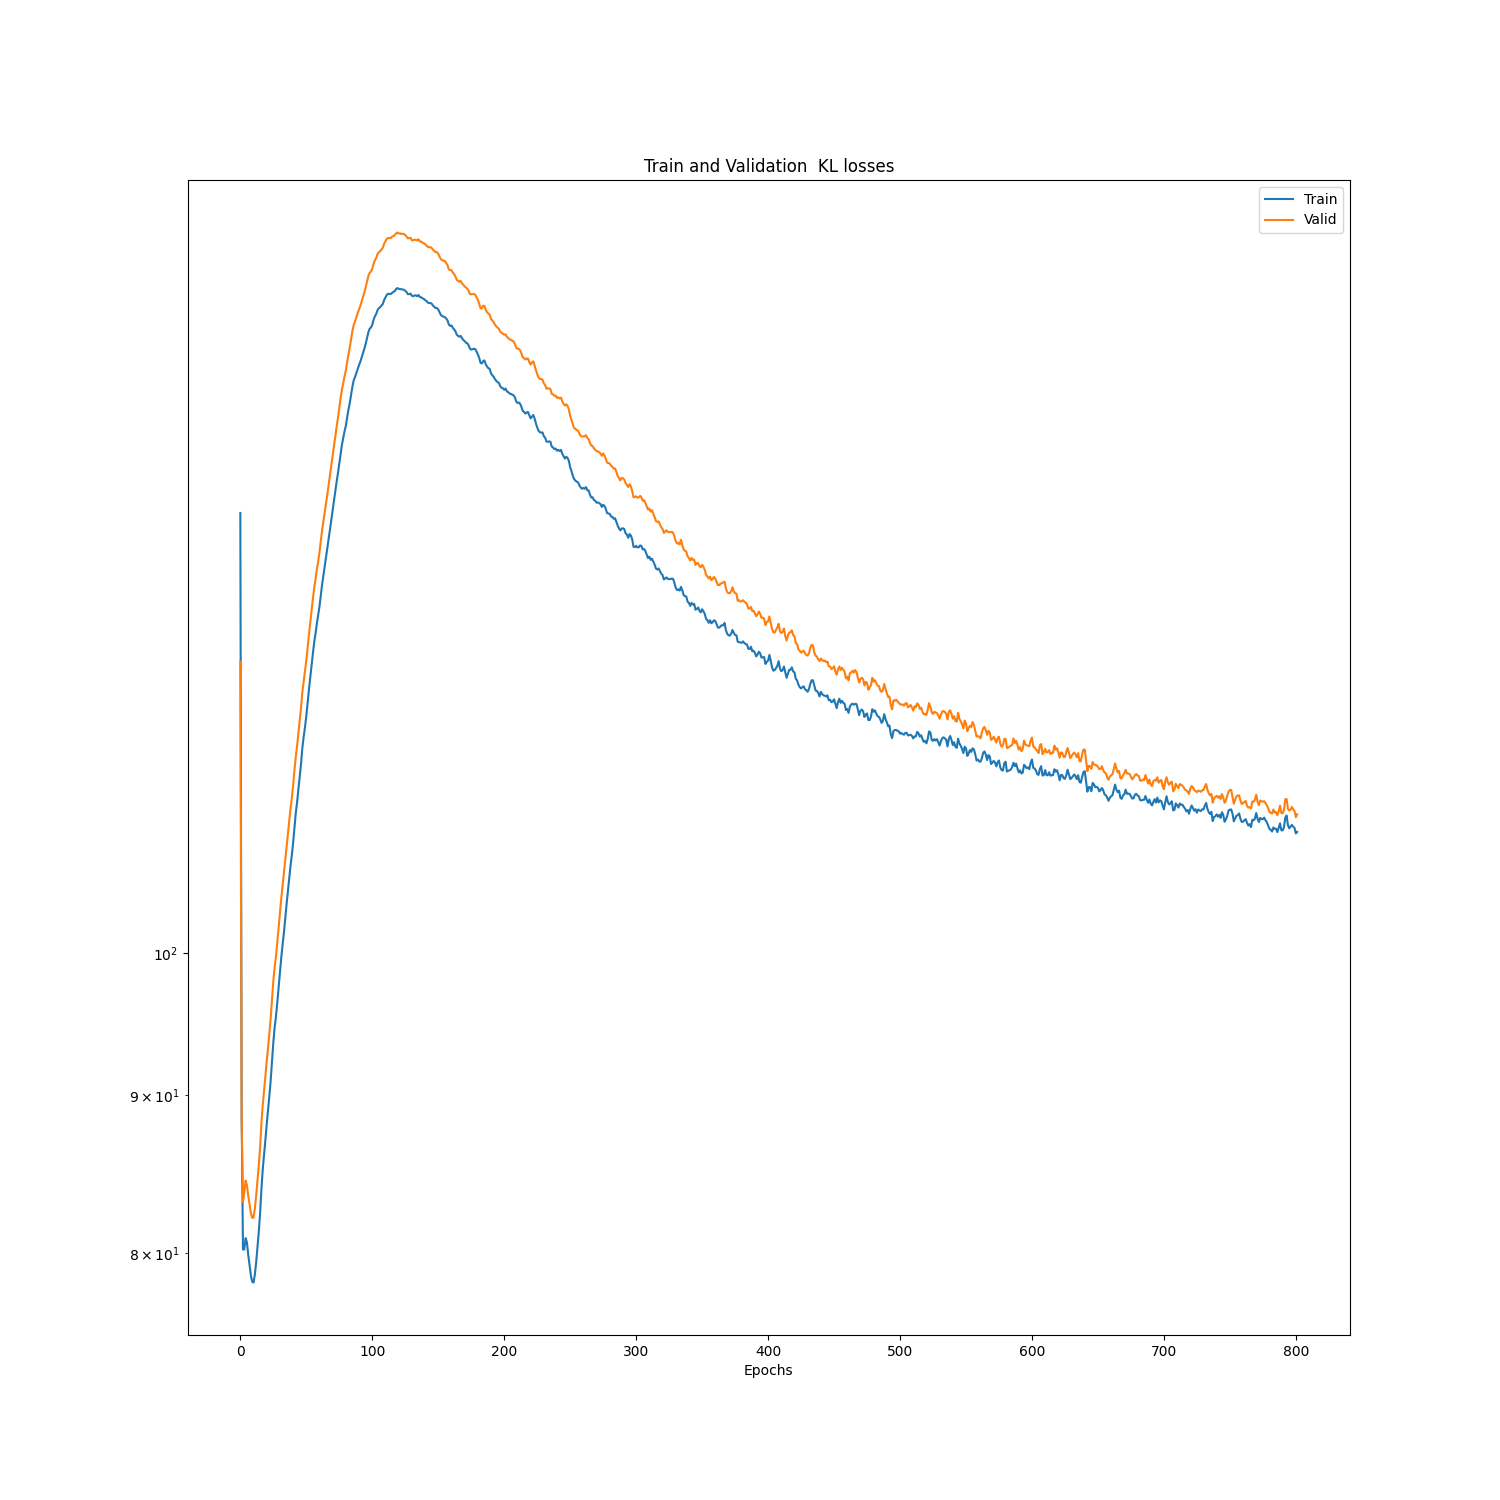 Train and Validation  KL losses
Train
Valid
10²
9 × 10¹
8 × 10¹
0 100 200 300 400 500 600 700 800
Epochs